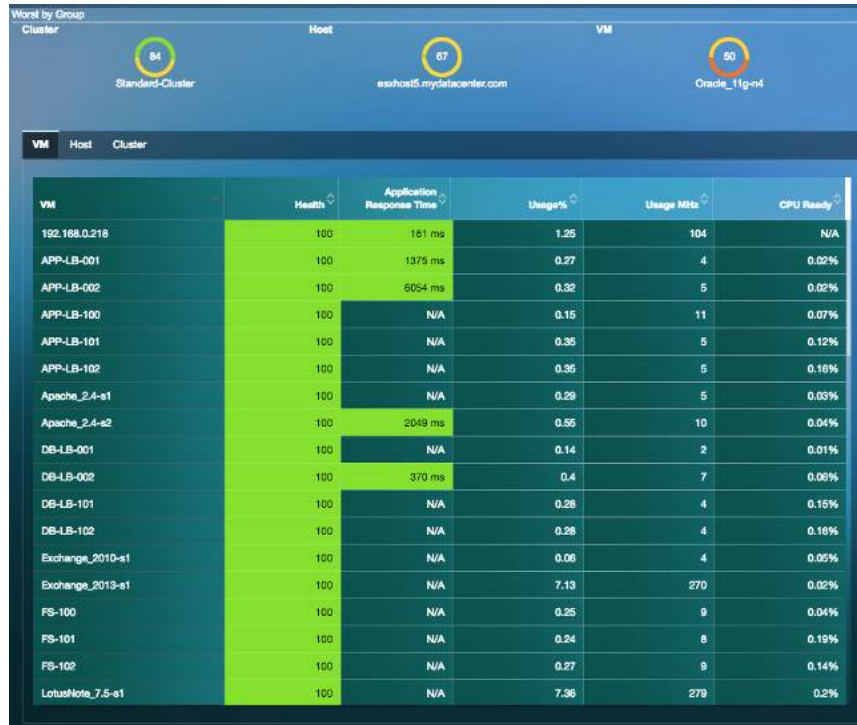 Worst by Group
Cluster Host VM
84 67 50
Standard-Cluster esxhost5.mydatacenter.com Oracle_11g-n4
VM Host Cluster
VM Health Application Response Time Usage% Usage MHz CPU Ready
192.168.0.218 100 161 ms 1.25 104 N/A
APP-LB-001 100 1375 ms 0.27 4 0.02%
APP-LB-002 100 6054 ms 0.32 5 0.02%
APP-LB-100 100 N/A 0.15 11 0.07%
APP-LB-101 100 N/A 0.35 5 0.12%
APP-LB-102 100 N/A 0.35 5 0.16%
Apache_2.4-s1 100 N/A 0.29 5 0.03%
Apache_2.4-s2 100 2049 ms 0.55 10 0.04%
DB-LB-001 100 N/A 0.14 2 0.01%
DB-LB-002 100 370 ms 0.4 7 0.06%
DB-LB-101 100 N/A 0.28 4 0.15%
DB-LB-102 100 N/A 0.28 4 0.16%
Exchange_2010-s1 100 N/A 0.06 4 0.05%
Exchange_2013-s1 100 N/A 7.13 270 0.02%
FS-100 100 N/A 0.25 9 0.04%
FS-101 100 N/A 0.24 8 0.19%
FS-102 100 N/A 0.27 9 0.14%
LotusNote_7.5-s1 100 N/A 7.36 279 0.2%